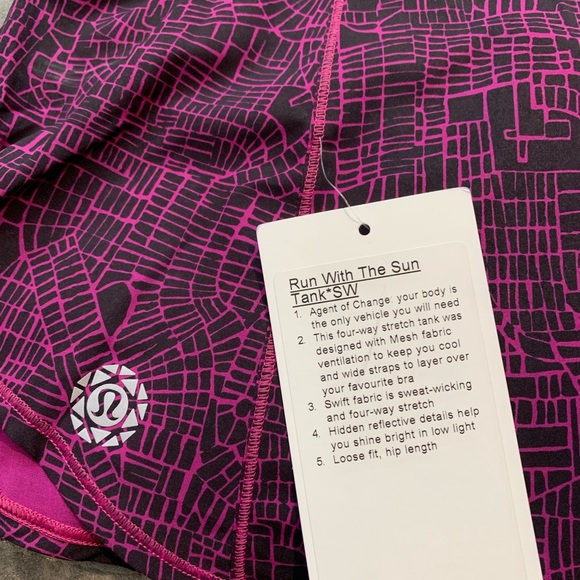 Run With The Sun
Tank*SW
1. Agent of Change: your body is
the only vehicle you will need
2. This four-way stretch tank was
designed with Mesh fabric
ventilation to keep you cool
and wide straps to layer over
your favourite bra
3. Swift fabric is sweat-wicking
and four-way stretch
4. Hidden reflective details help
you shine bright in low light
5. Loose fit, hip length